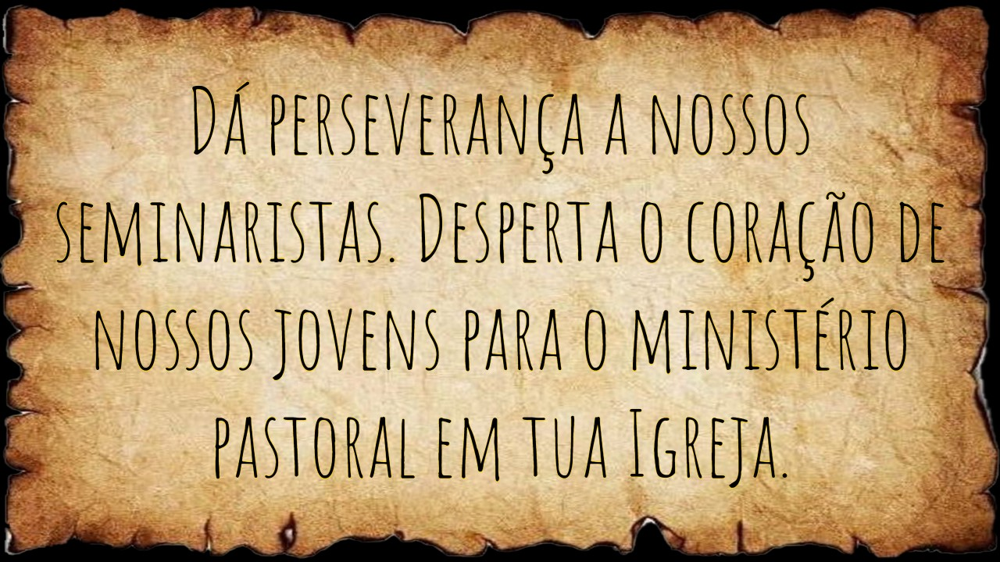 Dá perseverança a nossos
seminaristas. Desperta o coração de
nossos jovens para o ministério
pastoral em tua Igreja.